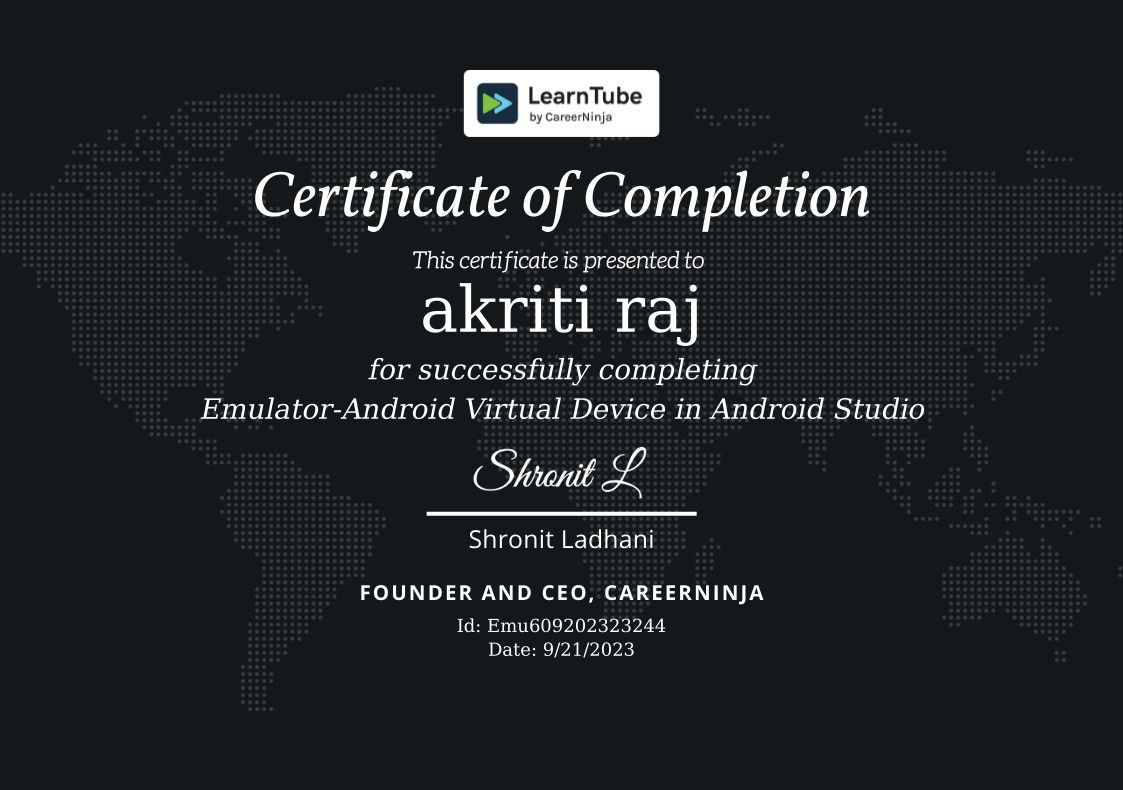 LearnTube
by CareerNinja
Certificate of Completion
This certificate is presented to
akriti raj
for successfully completing
Emulator-Android Virtual Device in Android Studio
Shronit L
Shronit Ladhani
FOUNDER AND CEO, CAREERNINJA
Id: Emu609202323244
Date: 9/21/2023